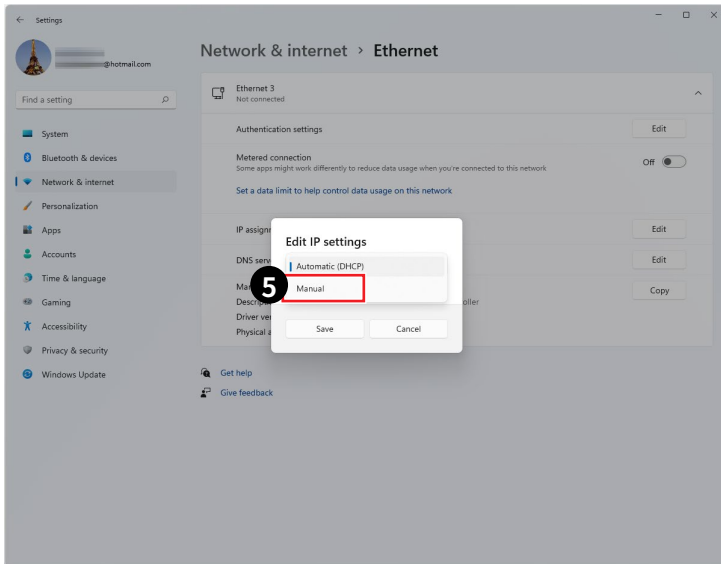 Settings
@hotmail.com
Find a setting
System
Bluetooth & devices
Network & internet
Personalization
Apps
Accounts
Time & language
Gaming
Accessibility
Privacy & security
Windows Update
Network & internet > Ethernet
Ethernet 3
Not connected
Authentication settings
Edit
Metered connection
Some apps might work differently to reduce data usage when you're connected to this network
Off
Set a data limit to help control data usage on this network
IP
Edit
DNS
Edit
Copy
Driver
Physical
Edit IP settings
Automatic (DHCP)
5
Manual
Save
Cancel
Get help
Give feedback